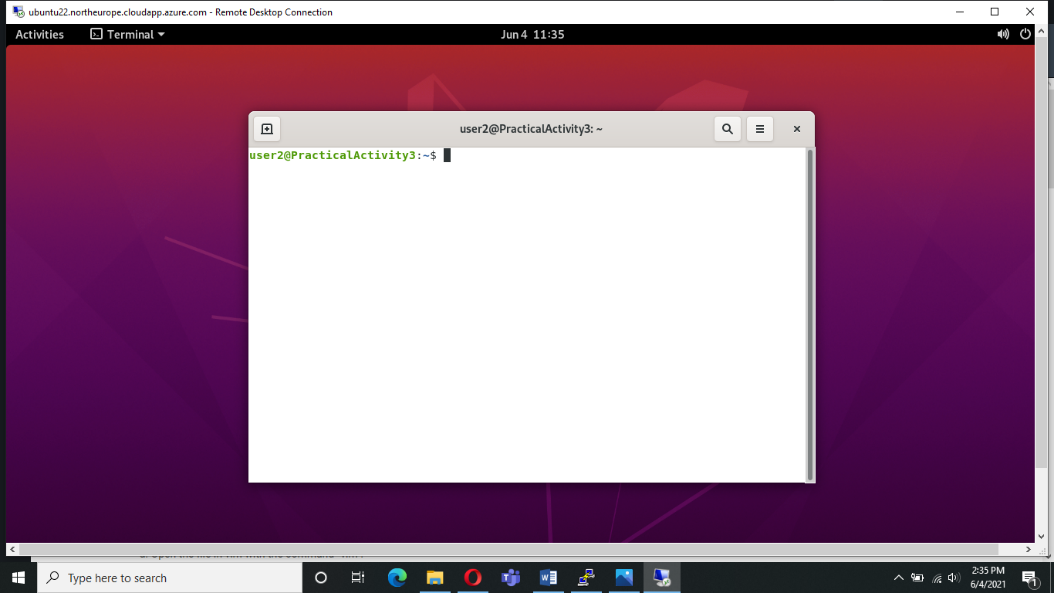 ubuntu22.northeurope.cloudapp.azure.com - Remote Desktop Connection
Activities Terminal Jun 4 11:35
user2@PracticalActivity3: ~
user2@PracticalActivity3:~$
Type here to search
2:35 PM
6/4/2021
1